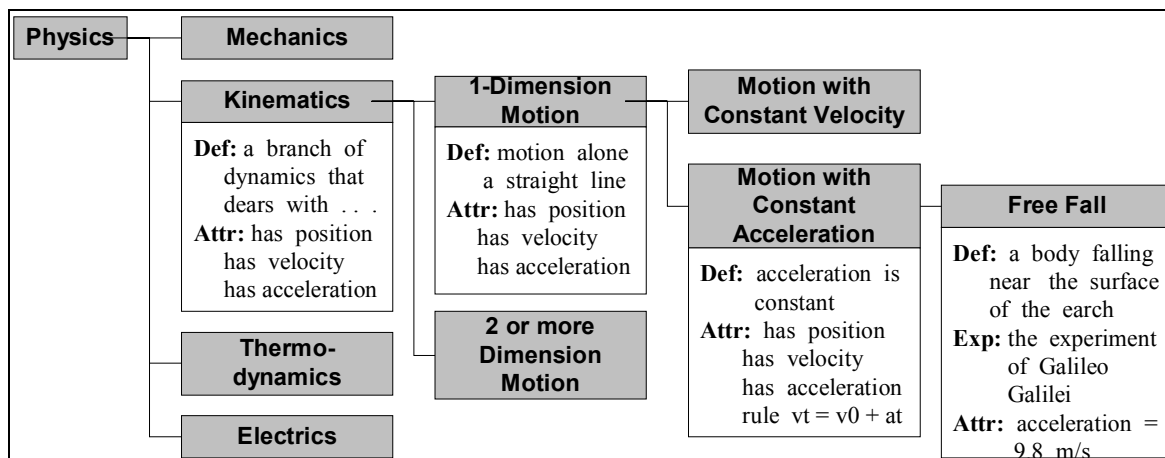 Physics
Mechanics
Kinematics
Def: a branch of
dynamics that
dears with . . .
Attr: has position
has velocity
has acceleration
Thermo-
dynamics
Electrics
1-Dimension
Motion
Def: motion alone
a straight line
Attr: has position
has velocity
has acceleration
2 or more
Dimension
Motion
Motion with
Constant Velocity
Motion with
Constant
Acceleration
Def: acceleration is
constant
Attr: has position
has velocity
has acceleration
rule vt = v0 + at
Free Fall
Def: a body falling
near the surface
of the earch
Exp: the experiment
of Galileo
Galilei
Attr: acceleration =
9.8 m/s